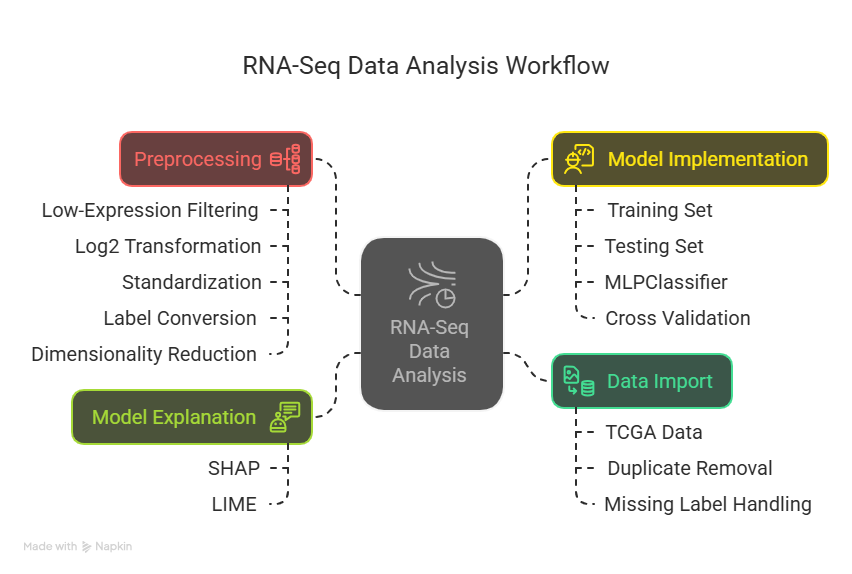 RNA-Seq Data Analysis Workflow
Preprocessing
Low-Expression Filtering
Log2 Transformation
Standardization
Label Conversion
Dimensionality Reduction
Model Explanation
SHAP
LIME
RNA-Seq
Data
Analysis
Model Implementation
Training Set
Testing Set
MLPClassifier
Cross Validation
Data Import
TCGA Data
Duplicate Removal
Missing Label Handling
Made with Napkin